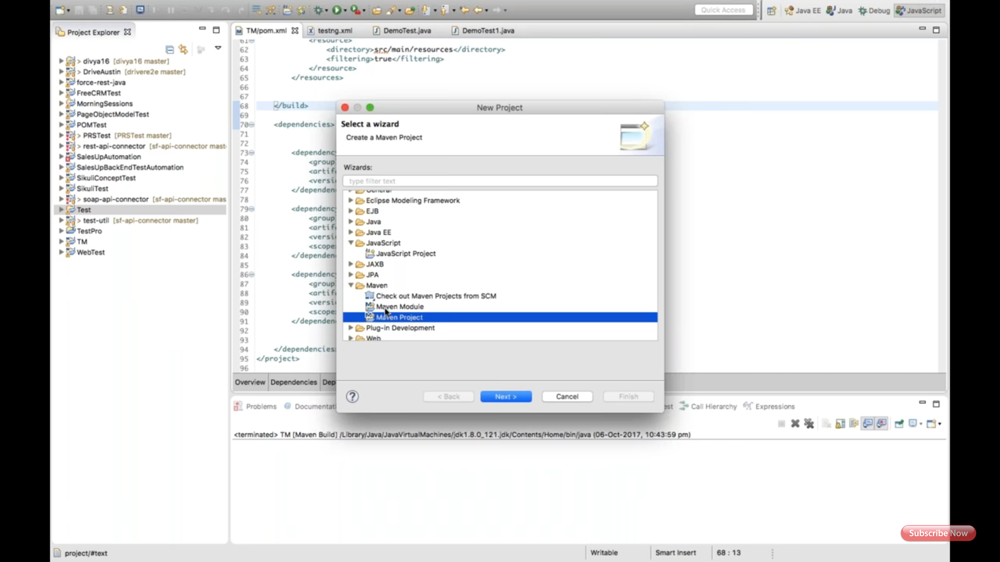 Quick Access
Java EE
Java
Debug
JavaScript
Project Explorer
TM/pom.xml
testng.xml
DemoTest.java
DemoTest1.java
> divya16 [divya16 master]
> DriveAustin [drivere2e master]
force-rest-java
FreeCRMTest
MorningSessions
PageObjectModelTest
POMTest
> PRSTest [PRSTest master]
> rest-api-connector [sf-api-connector mast
SalesUpAutomation
SalesUpBackEndTestAutomation
SikuliConceptTest
SikuliTest
> soap-api-connector [sf-api-connector mas
Test
> test-util [sf-api-connector master]
TestPro
TM
WebTest
61 <resource>
62 <directory>src/main/resources</directory>
63 <filtering>true</filtering>
64 </resource>
65 </resources>
66
67
68 </build>
69
70 <dependencies>
71
72
73 <dependenc
74 <group
75 <artif
76 <versi
77 </depender
78
79 <dependenc
80 <group
81 <artif
82 <versi
83 <scope
84 </depender
85
86 <dependenc
87 <group
88 <artif
89 <versi
90 <scope
91 </depender
92
93
94 </dependencies
95 </project>
96
New Project
Select a wizard
Create a Maven Project
Wizards:
type filter text
General
Eclipse Modeling Framework
EJB
Java
Java EE
JavaScript
JavaScript Project
JAXB
JPA
Maven
Check out Maven Projects from SCM
Maven Module
Maven Project
Plug-in Development
Web
?
< Back
Next >
Cancel
Finish
Overview
Dependencies
Dep
Problems
@ Documentati
est
Call Hierarchy
Expressions
<terminated> TM [Maven Build] /Library/Java/JavaVirtualMachines/jdk1.8.0_121.jdk/Contents/Home/bin/java (06-Oct-2017, 10:43:59 pm)
Subscribe Now
project/#text
Writable
Smart Insert
68 : 13